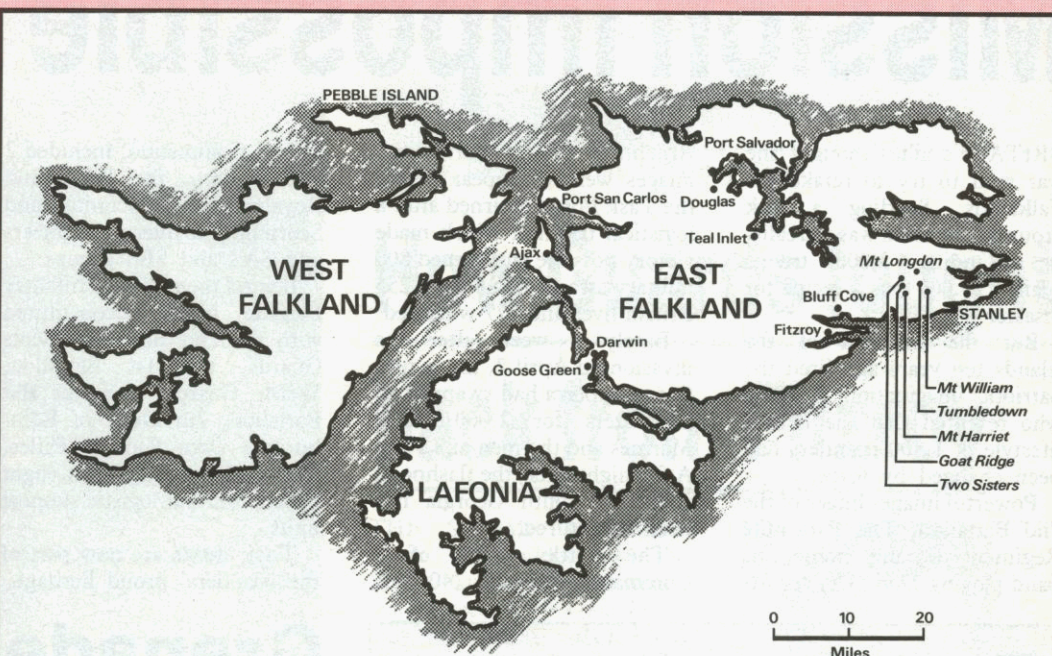 PEBBLE ISLAND
Port Salvador
Port San Carlos
Douglas
Teal Inlet
Ajax
WEST
FALKLAND
EAST
FALKLAND
Mt Longdon
Bluff Cove
STANLEY
Fitzroy
Darwin
Goose Green
Mt William
Tumbledown
Mt Harriet
Goat Ridge
Two Sisters
LAFONIA
0 10 20
Miles